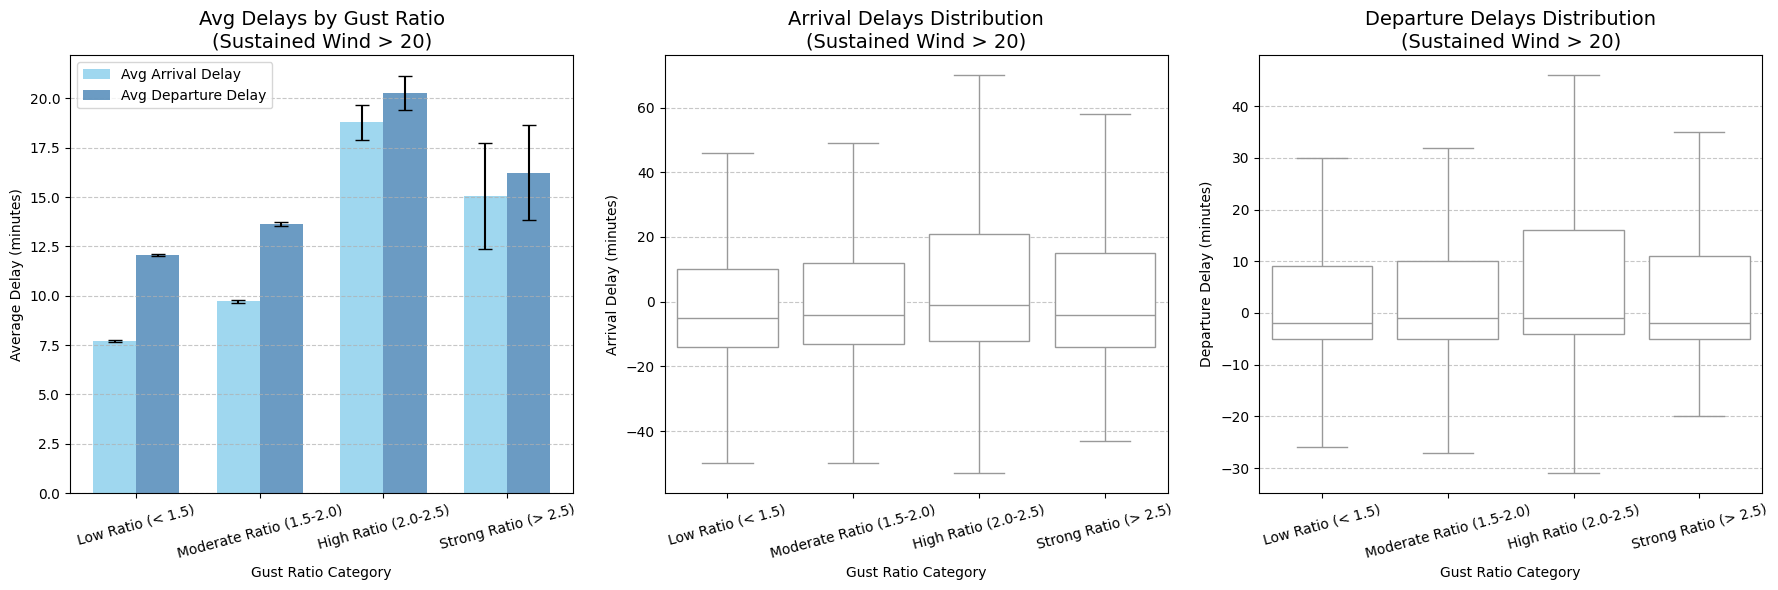 Avg Delays by Gust Ratio
(Sustained Wind > 20)
Avg Arrival Delay
Avg Departure Delay
Average Delay (minutes)
20.0
17.5
15.0
12.5
10.0
7.5
5.0
2.5
0.0
Low Ratio (< 1.5)
Moderate Ratio (1.5-2.0)
High Ratio (2.0-2.5)
Strong Ratio (> 2.5)
Gust Ratio Category
Arrival Delays Distribution
(Sustained Wind > 20)
Arrival Delay (minutes)
60
40
20
0
−20
−40
Low Ratio (< 1.5)
Moderate Ratio (1.5-2.0)
High Ratio (2.0-2.5)
Strong Ratio (> 2.5)
Gust Ratio Category
Departure Delays Distribution
(Sustained Wind > 20)
Departure Delay (minutes)
40
30
20
10
0
−10
−20
−30
Low Ratio (< 1.5)
Moderate Ratio (1.5-2.0)
High Ratio (2.0-2.5)
Strong Ratio (> 2.5)
Gust Ratio Category